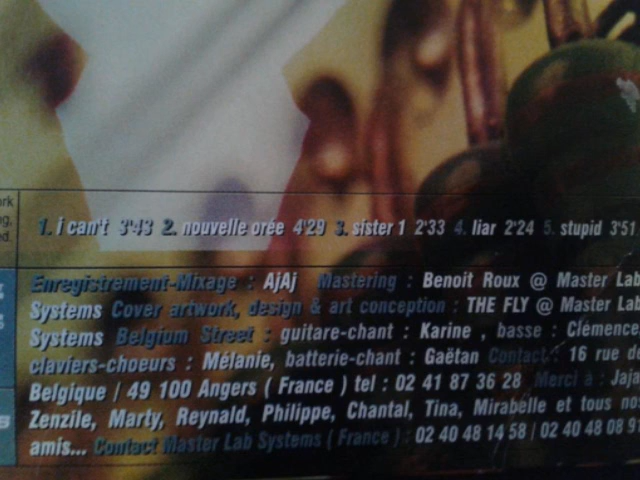 ork
ng,
ed.
1. i can't 3'43 2. nouvelle orée 4'29 3. sister 1 2'33 4. liar 2'24 5. stupid 3'51
Enregistrement-Mixage : AjAj Mastering : Benoit Roux @ Master Lab
Systems Cover artwork, design & art conception : THE FLY @ Master Lab
Systems Belgium Street : guitare-chant : Karine , basse : Clémence
claviers-choeurs : Mélanie, batterie-chant : Gaëtan Contact : 16 rue de
Belgique / 49 100 Angers ( France ) tel : 02 41 87 36 28 Merci à : Jaja
Zenzile, Marty, Reynald, Philippe, Chantal, Tina, Mirabelle et tous nos
amis... Contact Master Lab Systems ( France ) : 02 40 48 14 58 / 02 40 48 08 91